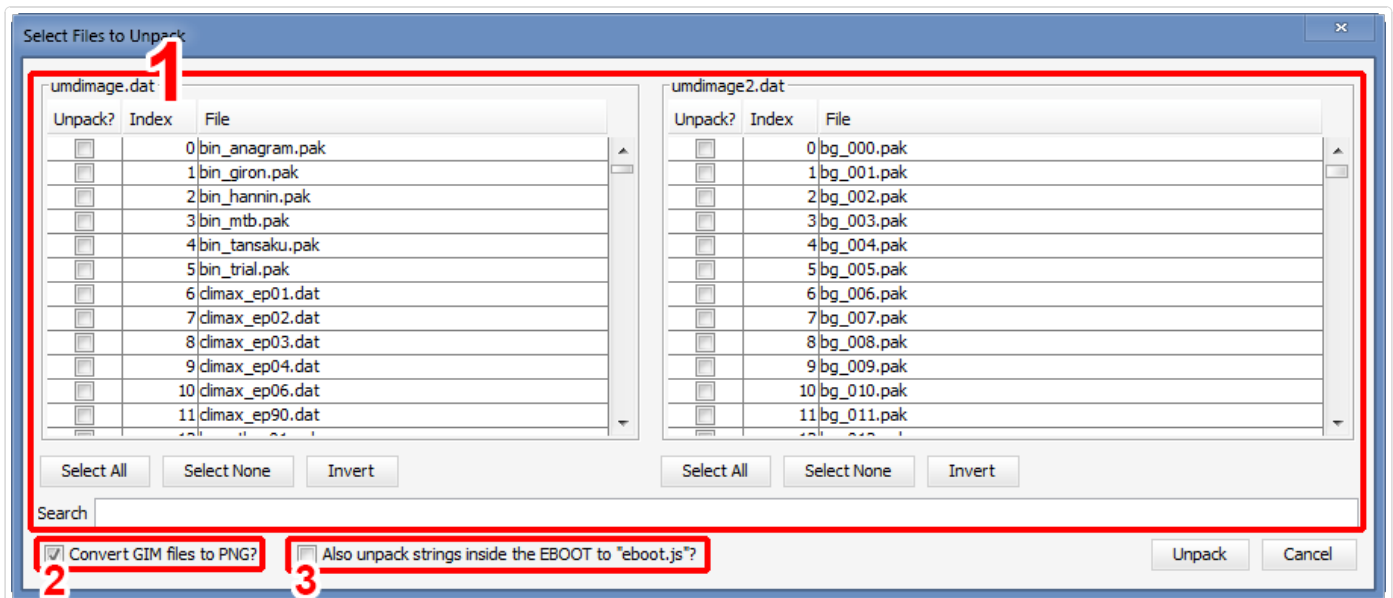 Select Files to Unpack
1
umdimage.dat
Unpack? Index File
0 bin_anagram.pak
1 bin_giron.pak
2 bin_hannin.pak
3 bin_mtb.pak
4 bin_tansaku.pak
5 bin_trial.pak
6 climax_ep01.dat
7 climax_ep02.dat
8 climax_ep03.dat
9 climax_ep04.dat
10 climax_ep06.dat
11 climax_ep90.dat
Select All Select None Invert
umdimage2.dat
Unpack? Index File
0 bg_000.pak
1 bg_001.pak
2 bg_002.pak
3 bg_003.pak
4 bg_004.pak
5 bg_005.pak
6 bg_006.pak
7 bg_007.pak
8 bg_008.pak
9 bg_009.pak
10 bg_010.pak
11 bg_011.pak
Select All Select None Invert
Search
Convert GIM files to PNG?
2
Also unpack strings inside the EBOOT to "eboot.js"?
3
Unpack Cancel